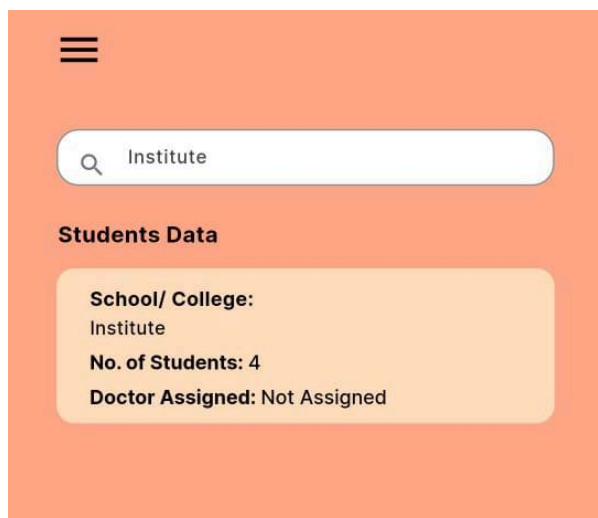 Institute
Students Data
School/ College:
Institute
No. of Students: 4
Doctor Assigned: Not Assigned